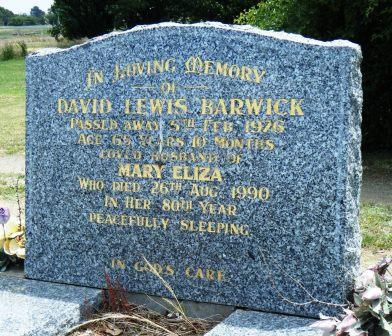 In Loving Memory
of
David Lewis Barwick
Passed away 5th Feb. 1976
Age 65 Years 10 Months
Loved Husband of
Mary Eliza
Who Died 26th Aug. 1990
In Her 80th Year
Peacefully Sleeping.
In God's Care